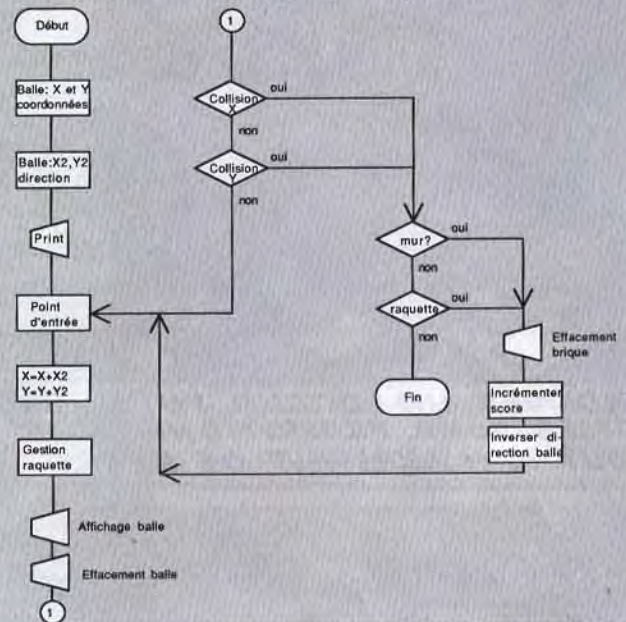 Début
Balle: X et Y
coordonnées
Balle:X2,Y2
direction
Print
Point
d'entrée
X=X+X2
Y=Y+Y2
Gestion
raquette
Affichage balle
Effacement balle
1
1
Collision
X
oui
non
Collision
Y
oui
non
mur?
oui
non
raquette
oui
non
Fin
Effacement
brique
Incrémenter
score
Inverser di-
rection balle